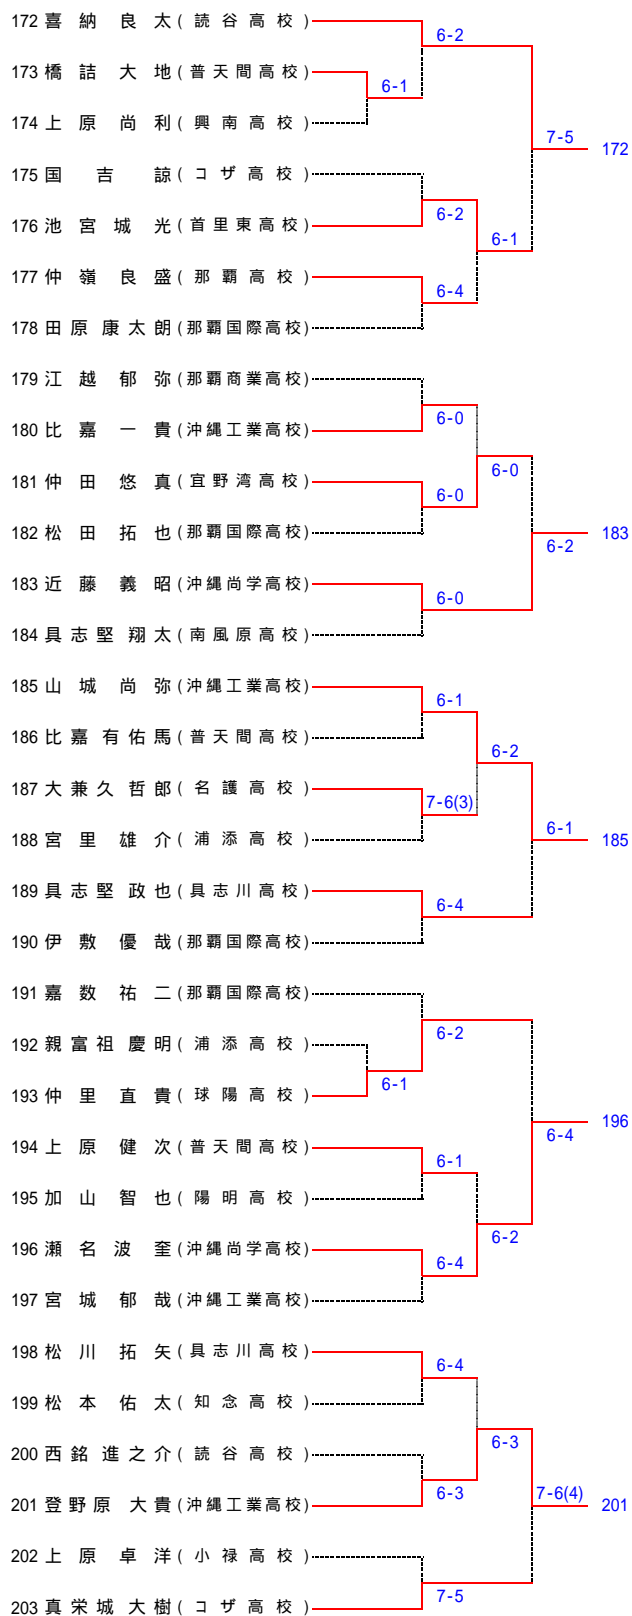 172 喜納良太 (読谷高校)
6-2
173 橋詰大地 (普天間高校)
6-1
174 上原尚利 (興南高校)
7-5 172
175 国吉諒 (コザ高校)
6-2
176 池宮城光 (首里東高校)
6-1
177 仲嶺良盛 (那覇高校)
6-4
178 田原康太朗 (那覇国際高校)
179 江越郁弥 (那覇商業高校)
6-0
180 比嘉一貴 (沖縄工業高校)
6-0
181 仲田悠真 (宜野湾高校)
6-0
182 松田拓也 (那覇国際高校)
183
6-2
183 近藤義昭 (沖縄尚学高校)
6-0
184 具志堅翔太 (南風原高校)
185 山城尚弥 (沖縄工業高校)
6-1
186 比嘉有佑馬 (普天間高校)
6-2
187 大兼久哲郎 (名護高校)
7-6(3)
188 宮里雄介 (浦添高校)
6-1 185
189 具志堅政也 (具志川高校)
6-4
190 伊敷優哉 (那覇国際高校)
191 嘉数祐二 (那覇国際高校)
6-2
192 親富祖慶明 (浦添高校)
6-1
193 仲里直貴 (球陽高校)
196
6-4
194 上原健次 (普天間高校)
6-1
195 加山智也 (陽明高校)
6-2
196 瀬名波奎 (沖縄尚学高校)
6-4
197 宮城郁哉 (沖縄工業高校)
198 松川拓矢 (具志川高校)
6-4
199 松本佑太 (知念高校)
6-3
200 西銘進之介 (読谷高校)
6-3
201 登野原大貴 (沖縄工業高校)
7-6(4) 201
202 上原卓洋 (小禄高校)
7-5
203 真栄城大樹 (コザ高校)